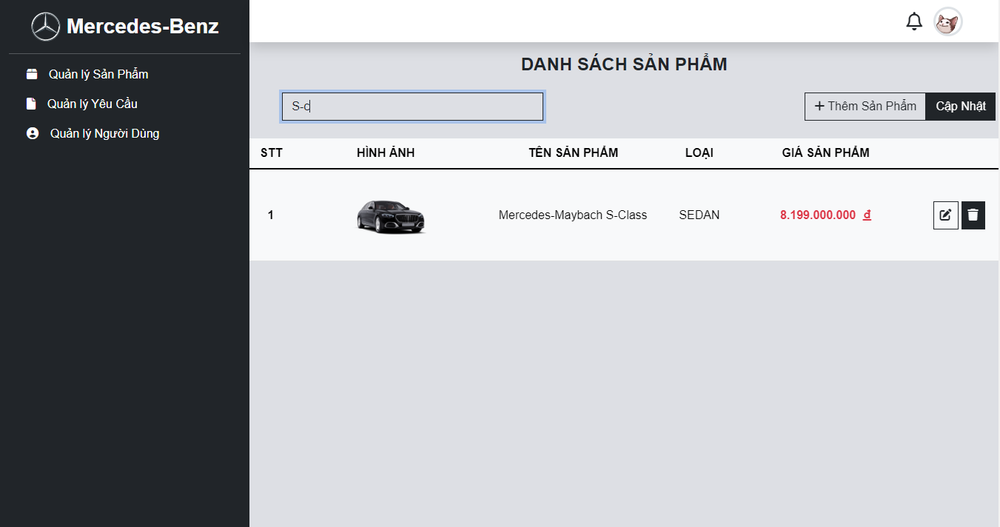 Mercedes-Benz
Quản lý Sản Phẩm
Quản lý Yêu Cầu
Quản lý Người Dùng
DANH SÁCH SẢN PHẨM
S-c
+ Thêm Sản Phẩm Cập Nhật
STT HÌNH ẢNH TÊN SẢN PHẨM LOẠI GIÁ SẢN PHẨM
1 Mercedes-Maybach S-Class SEDAN 8.199.000.000 đ